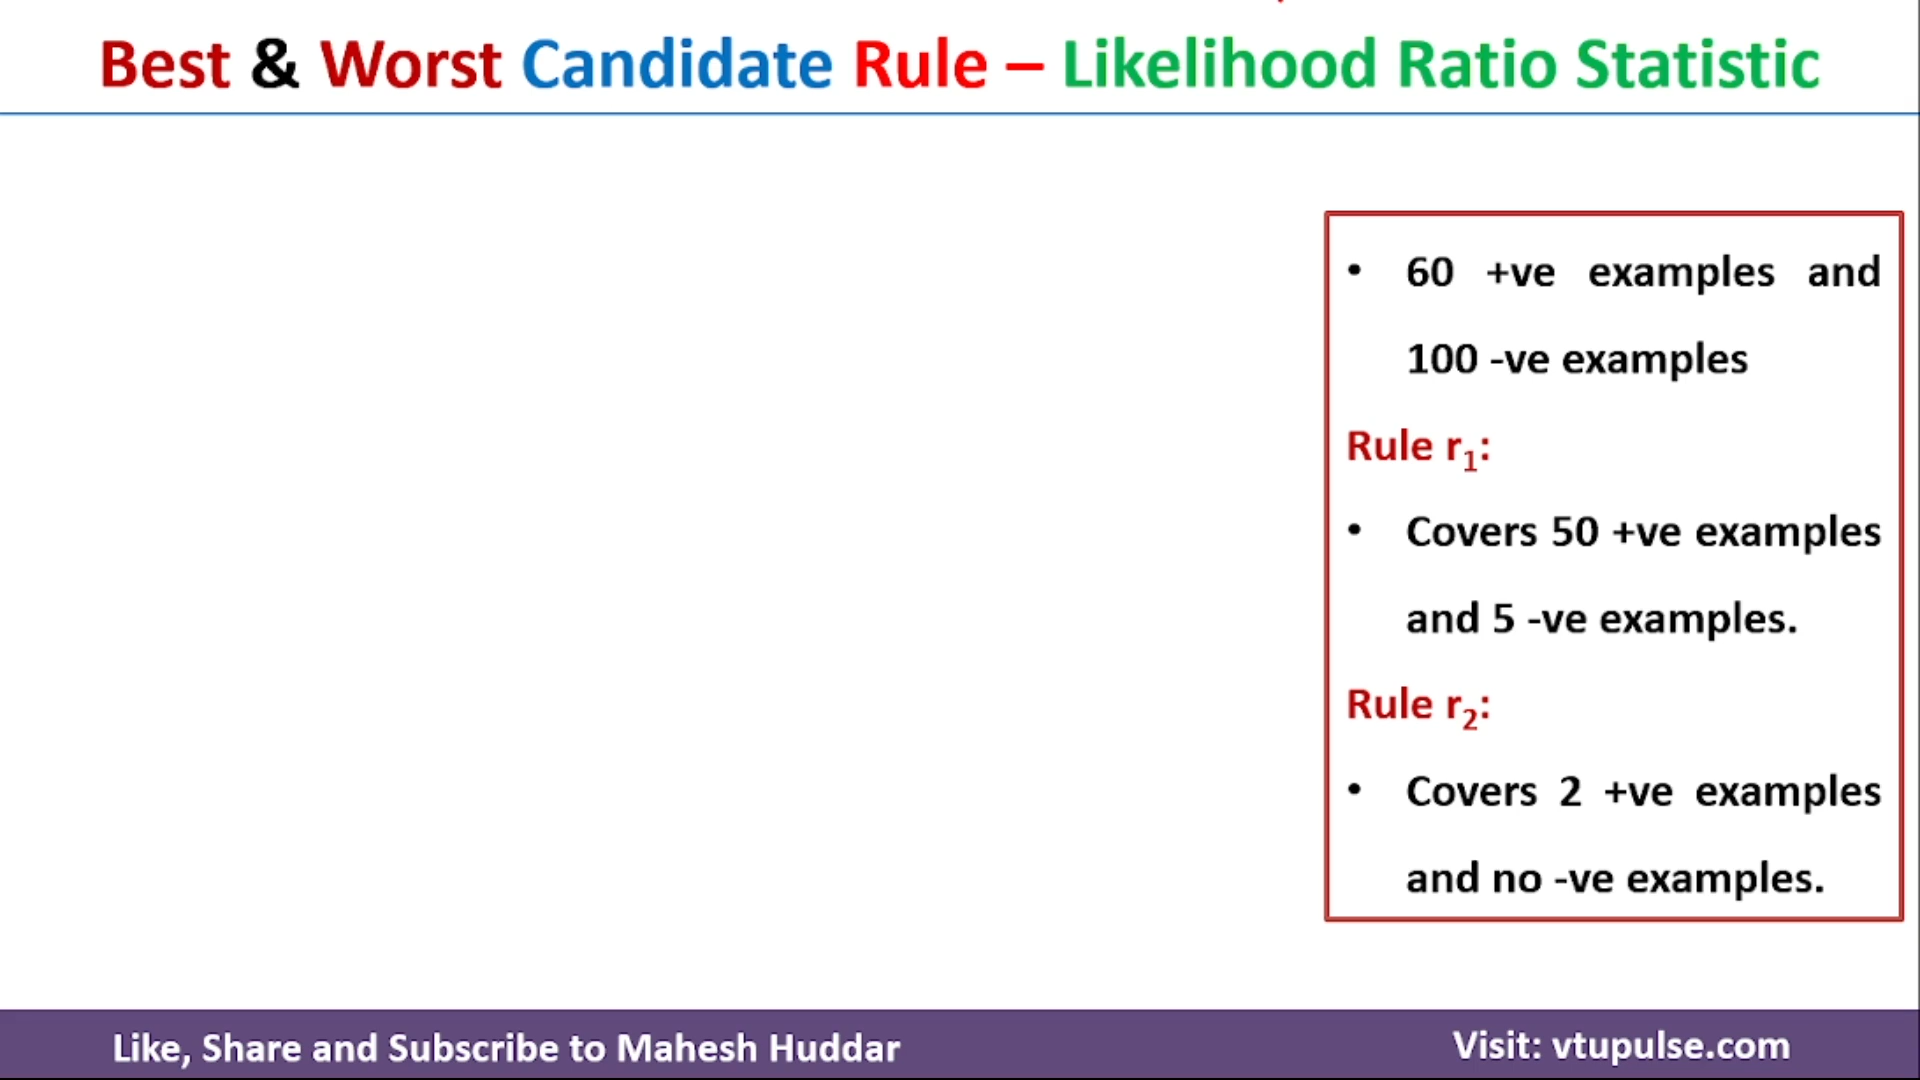 Best & Worst Candidate Rule – Likelihood Ratio Statistic
• 60 +ve examples and
100 -ve examples
Rule r₁:
• Covers 50 +ve examples
and 5 -ve examples.
Rule r₂:
• Covers 2 +ve examples
and no -ve examples.
Like, Share and Subscribe to Mahesh Huddar
Visit: vtupulse.com